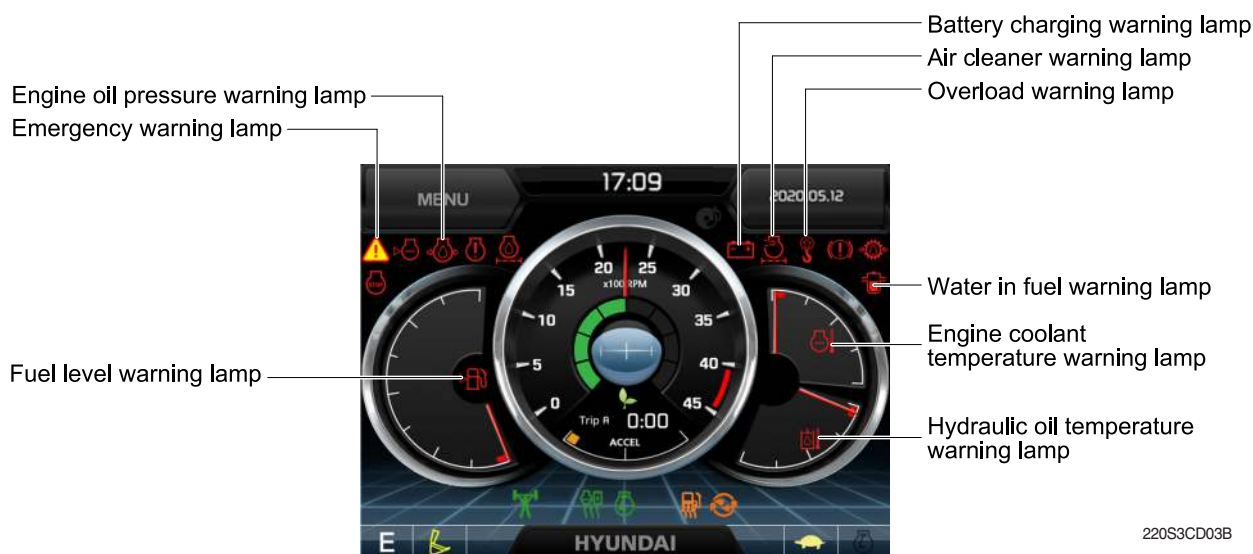 Battery charging warning lamp
Air cleaner warning lamp
Overload warning lamp
Engine oil pressure warning lamp
Emergency warning lamp
17:09
MENU
2020.05.12
20 25
x100 RPM
15 30
10 35
5 40
0 45
Trip A 0:00
ACCEL
STOP
Water in fuel warning lamp
Engine coolant
temperature warning lamp
Fuel level warning lamp
Hydraulic oil temperature
warning lamp
E
HYUNDAI
220S3CD03B